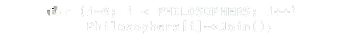 for (i=0; i < PHILOSOPHERS; i++)
Philosophers[i]->Join();